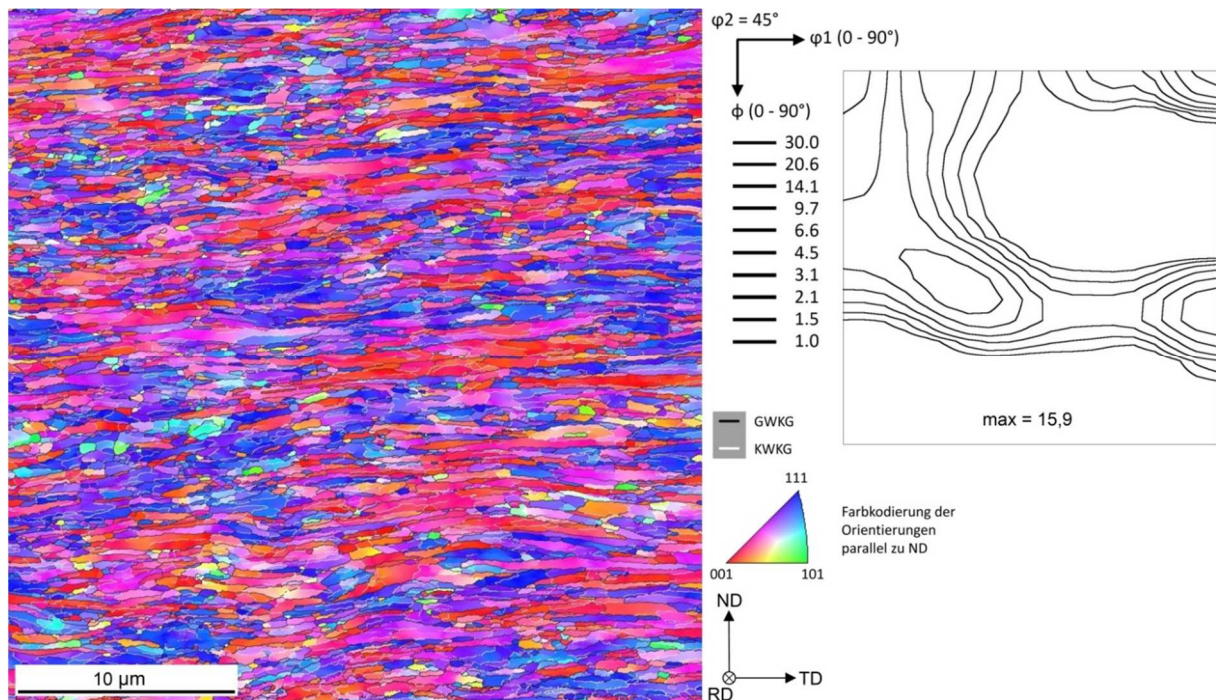 φ2 = 45°
φ1 (0 - 90°)
ϕ (0 - 90°)
30.0
20.6
14.1
9.7
6.6
4.5
3.1
2.1
1.5
1.0
max = 15,9
GWKG
KWKG
111
001
101
Farbkodierung der
Orientierungen
parallel zu ND
ND
TD
RD
10 µm